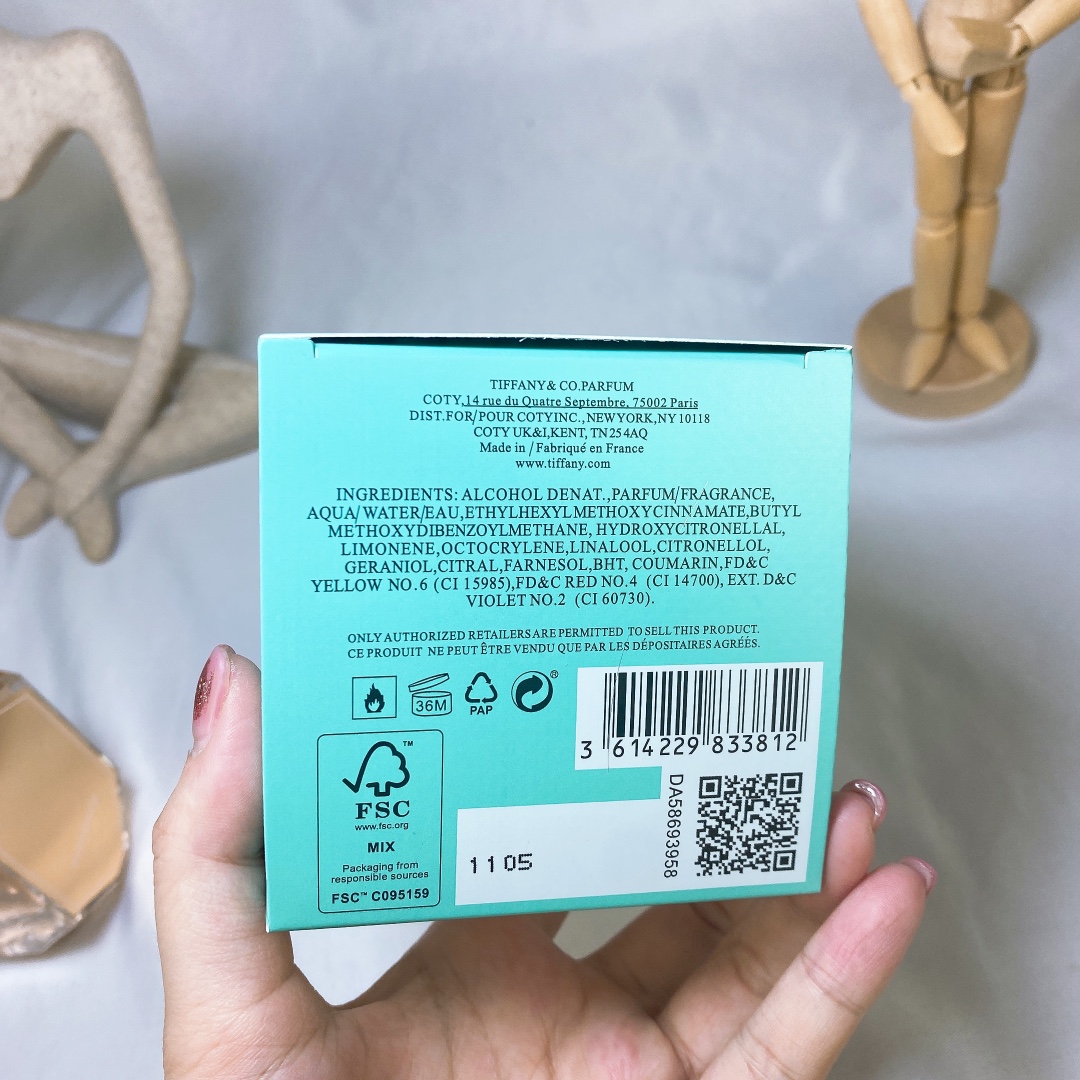 TIFFANY & CO.PARFUM
COTY,14 rue du Quatre Septembre, 75002 Paris
DIST.FOR/POUR COTYINC.,NEWYORK,NY 10118
COTY UK&I,KENT, TN25 4AQ
Made in / Fabriqué en France
www.tiffany.com
INGREDIENTS: ALCOHOL DENAT.,PARFUM/FRAGRANCE,
AQUA/WATER/EAU,ETHYLHEXYL METHOXYCINNAMATE,BUTYL
METHOXYDIBENZOYLMETHANE, HYDROXYCITRONELLAL,
LIMONENE,OCTOCRYLENE,LINALOOL,CITRONELLOL,
GERANIOL,CITRAL,FARNESOL,BHT, COUMARIN,FD&C
YELLOW NO.6 (CI 15985),FD&C RED NO.4 (CI 14700), EXT. D&C
VIOLET NO.2 (CI 60730).
ONLY AUTHORIZED RETAILERS ARE PERMITTED TO SELL THIS PRODUCT.
CE PRODUIT NE PEUT ÊTRE VENDU QUE PAR LES DÉPOSITAIRES AGRÉÉS.
36M
PAP
®
3 614229 833812
FSC™
www.fsc.org
MIX
Packaging from
responsible sources
FSC™ C095159
1105
DA58693958